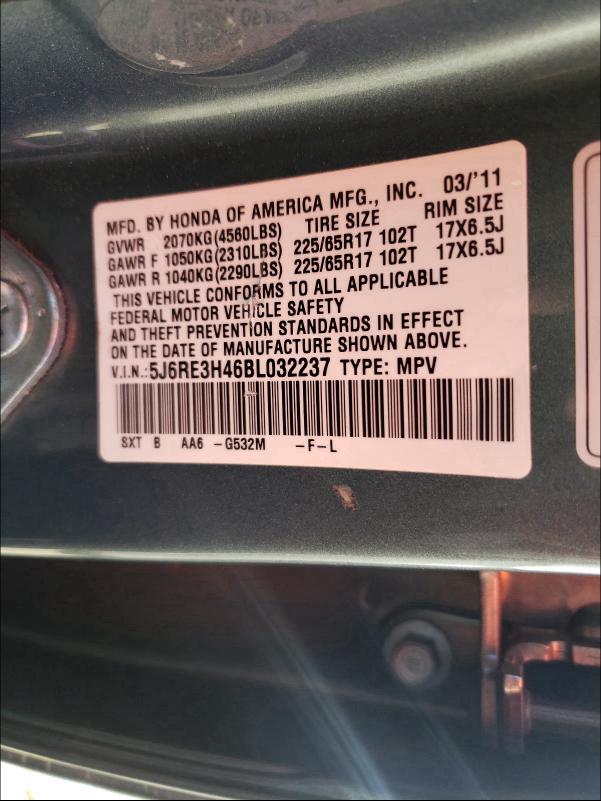 MFD. BY HONDA OF AMERICA MFG., INC. 03/'11
GVWR 2070KG(4560LBS) TIRE SIZE RIM SIZE
GAWR F 1050KG(2310LBS) 225/65R17 102T 17X6.5J
GAWR R 1040KG(2290LBS) 225/65R17 102T 17X6.5J
THIS VEHICLE CONFORMS TO ALL APPLICABLE
FEDERAL MOTOR VEHICLE SAFETY
AND THEFT PREVENTION STANDARDS IN EFFECT
ON THE DATE OF MANUFACTURE SHOWN ABOVE.
V.I.N.:5J6RE3H46BL032237 TYPE: MPV
SXT B AA6 -G532M -F-L